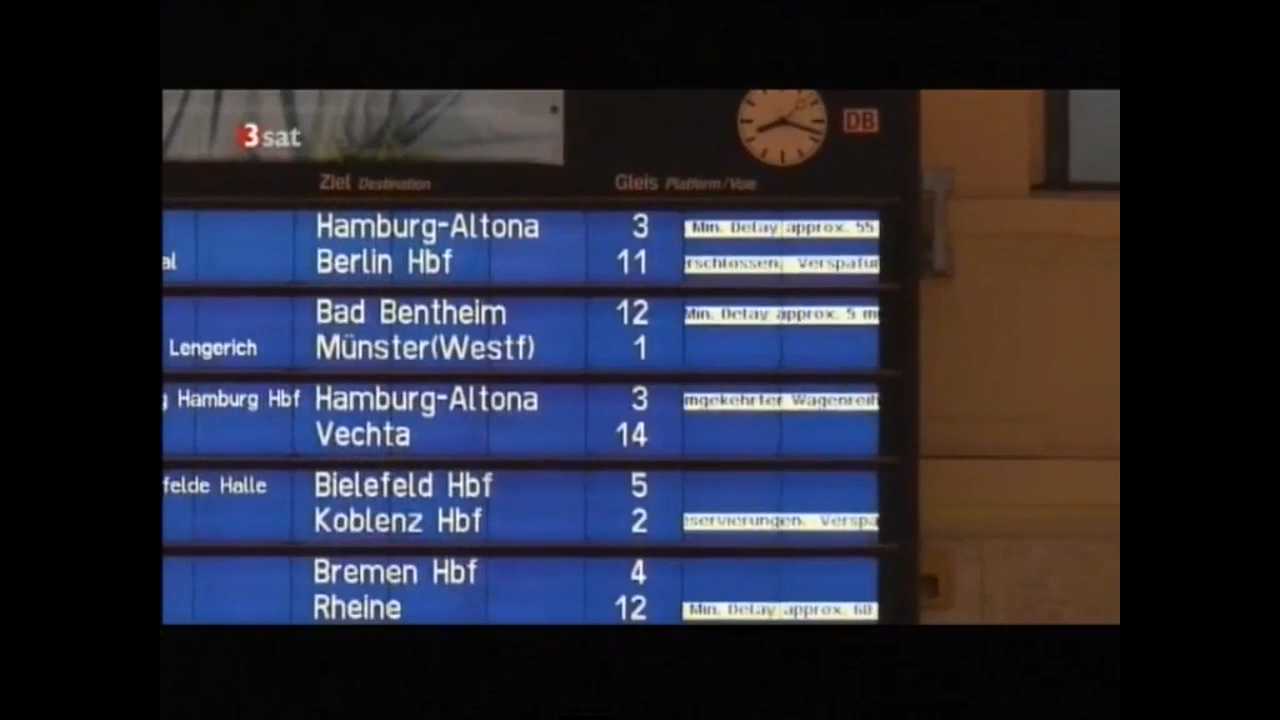 3sat
DB
Ziel Destination Gleis Platform/Voie
Hamburg-Altona 3 Min. Delay approx. 55
al Berlin Hbf 11 rschlossen, Verspätun
Bad Bentheim 12 Min. Delay approx. 5 m
Lengerich Münster(Westf) 1
g Hamburg Hbf Hamburg-Altona 3 mgekehrter Wagenreih
Vechta 14
felde Halle Bielefeld Hbf 5
Koblenz Hbf 2 eservierungen. Verspä
Bremen Hbf 4
Rheine 12 Min. Delay approx. 60